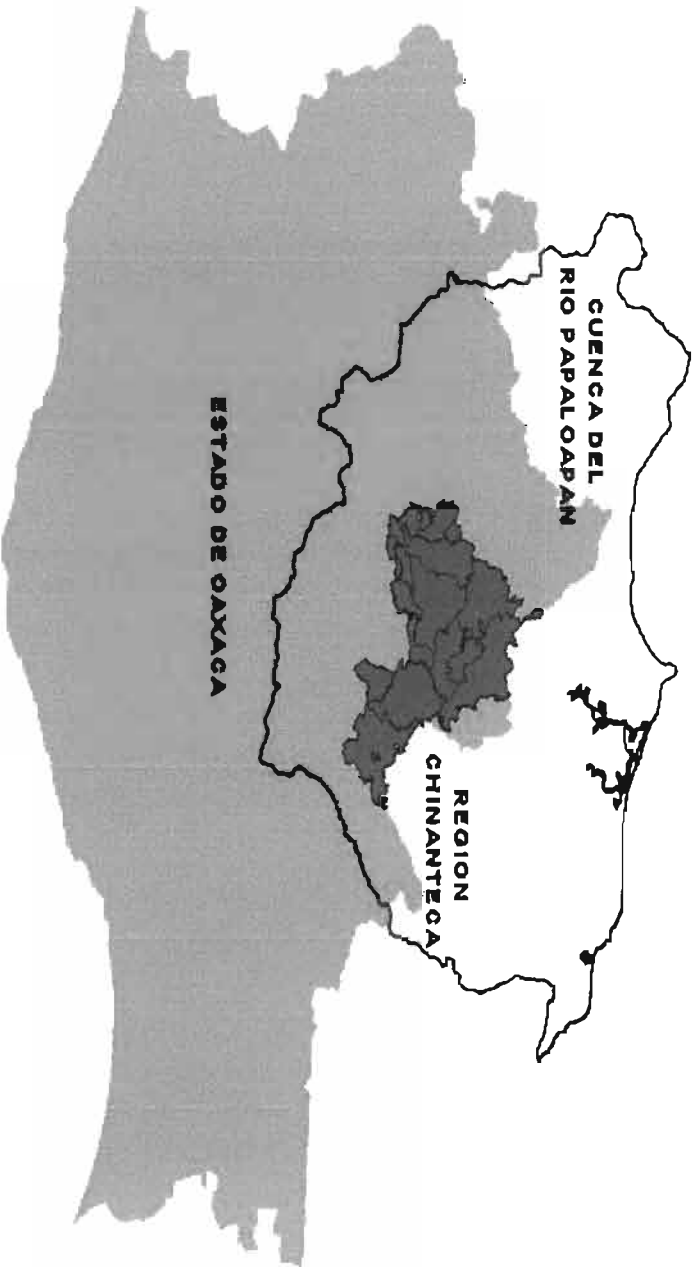 CUENCA DEL
RIO PAPALOAPAN
REGION
CHINANTECA
ESTADO DE OAXACA